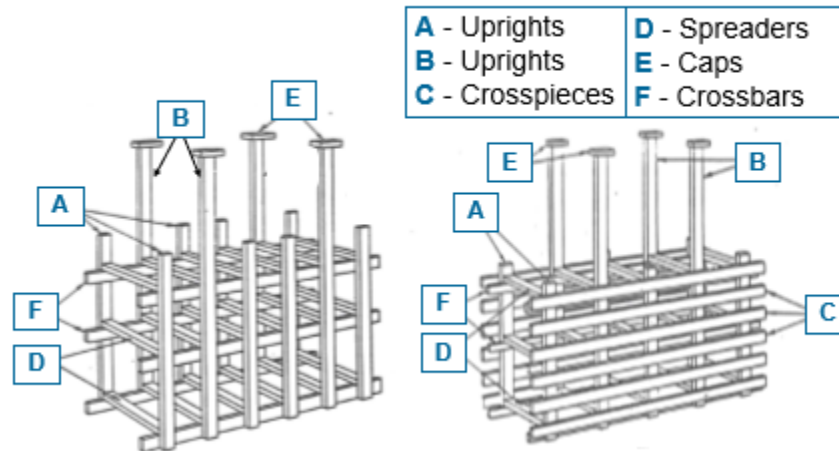 A - Uprights
B - Uprights
C - Crosspieces
D - Spreaders
E - Caps
F - Crossbars
B
E
A
F
D
E
B
A
F
D
C